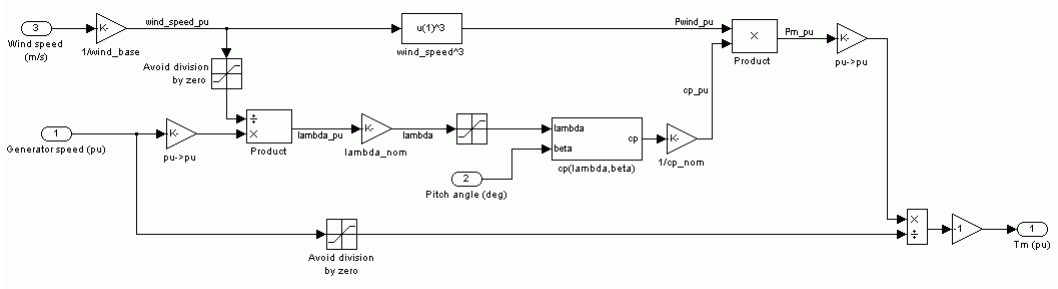 3
Wind speed
(m/s)
K-
1/wind_base
wind_speed_pu
u(1)^3
wind_speed^3
Pwind_pu
×
Product
Pm_pu
K-
pu->pu
Avoid division
by zero
cp_pu
1
Generator speed (pu)
K-
pu->pu
÷
×
Product
lambda_pu
K-
lambda_nom
lambda
lambda
beta
cp
cp(lambda,beta)
K-
1/cp_nom
2
Pitch angle (deg)
Avoid division
by zero
×
÷
-1
1
Tm (pu)